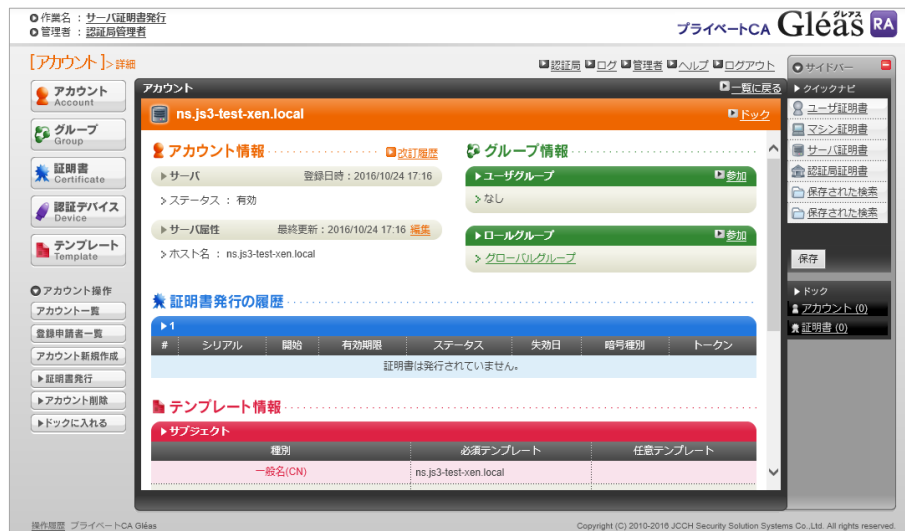 作業名 : サーバ証明書発行
管理者 : 認証局管理者
プライベートCA Gléas グレアス RA
[アカウント]>詳細
認証局 ログ 管理者 ヘルプ ログアウト
アカウント
Account
グループ
Group
証明書
Certificate
認証デバイス
Device
テンプレート
Template
アカウント操作
アカウント一覧
登録申請者一覧
アカウント新規作成
証明書発行
アカウント削除
ドックに入れる
アカウント 一覧に戻る
ns.js3-test-xen.local ドック
アカウント情報 改訂履歴
サーバ 登録日時:2016/10/24 17:16
>ステータス : 有効
サーバ属性 最終更新:2016/10/24 17:16 編集
>ホスト名 : ns.js3-test-xen.local
グループ情報
ユーザグループ 参加
>なし
ロールグループ 参加
>グローバルグループ
証明書発行の履歴
1
# シリアル 開始 有効期限 ステータス 失効日 暗号種別 トークン
証明書は発行されていません。
テンプレート情報
サブジェクト
種別 必須テンプレート 任意テンプレート
一般名(CN) ns.js3-test-xen.local
サイドバー
クイックナビ
ユーザ証明書
マシン証明書
サーバ証明書
認証局証明書
保存された検索
保存された検索
保存
ドック
アカウント (0)
証明書 (0)
操作履歴 プライベートCA Gléas
Copyright (C) 2010-2016 JCCH Security Solution Systems Co.,Ltd. All rights reserved.